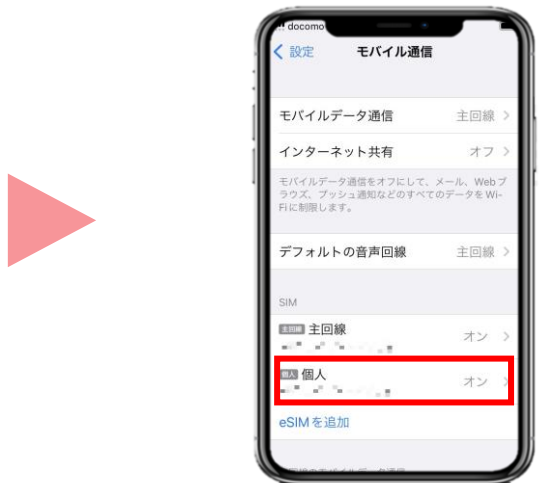 docomo
設定
モバイル通信
モバイルデータ通信 主回線
インターネット共有 オフ
モバイルデータ通信をオフにして、メール、Webブ
ラウズ、プッシュ通知などのすべてのデータをWi-
Fiに制限します。
デフォルトの音声回線 主回線
SIM
主回線 主回線
オン
個人 個人
オン
eSIMを追加